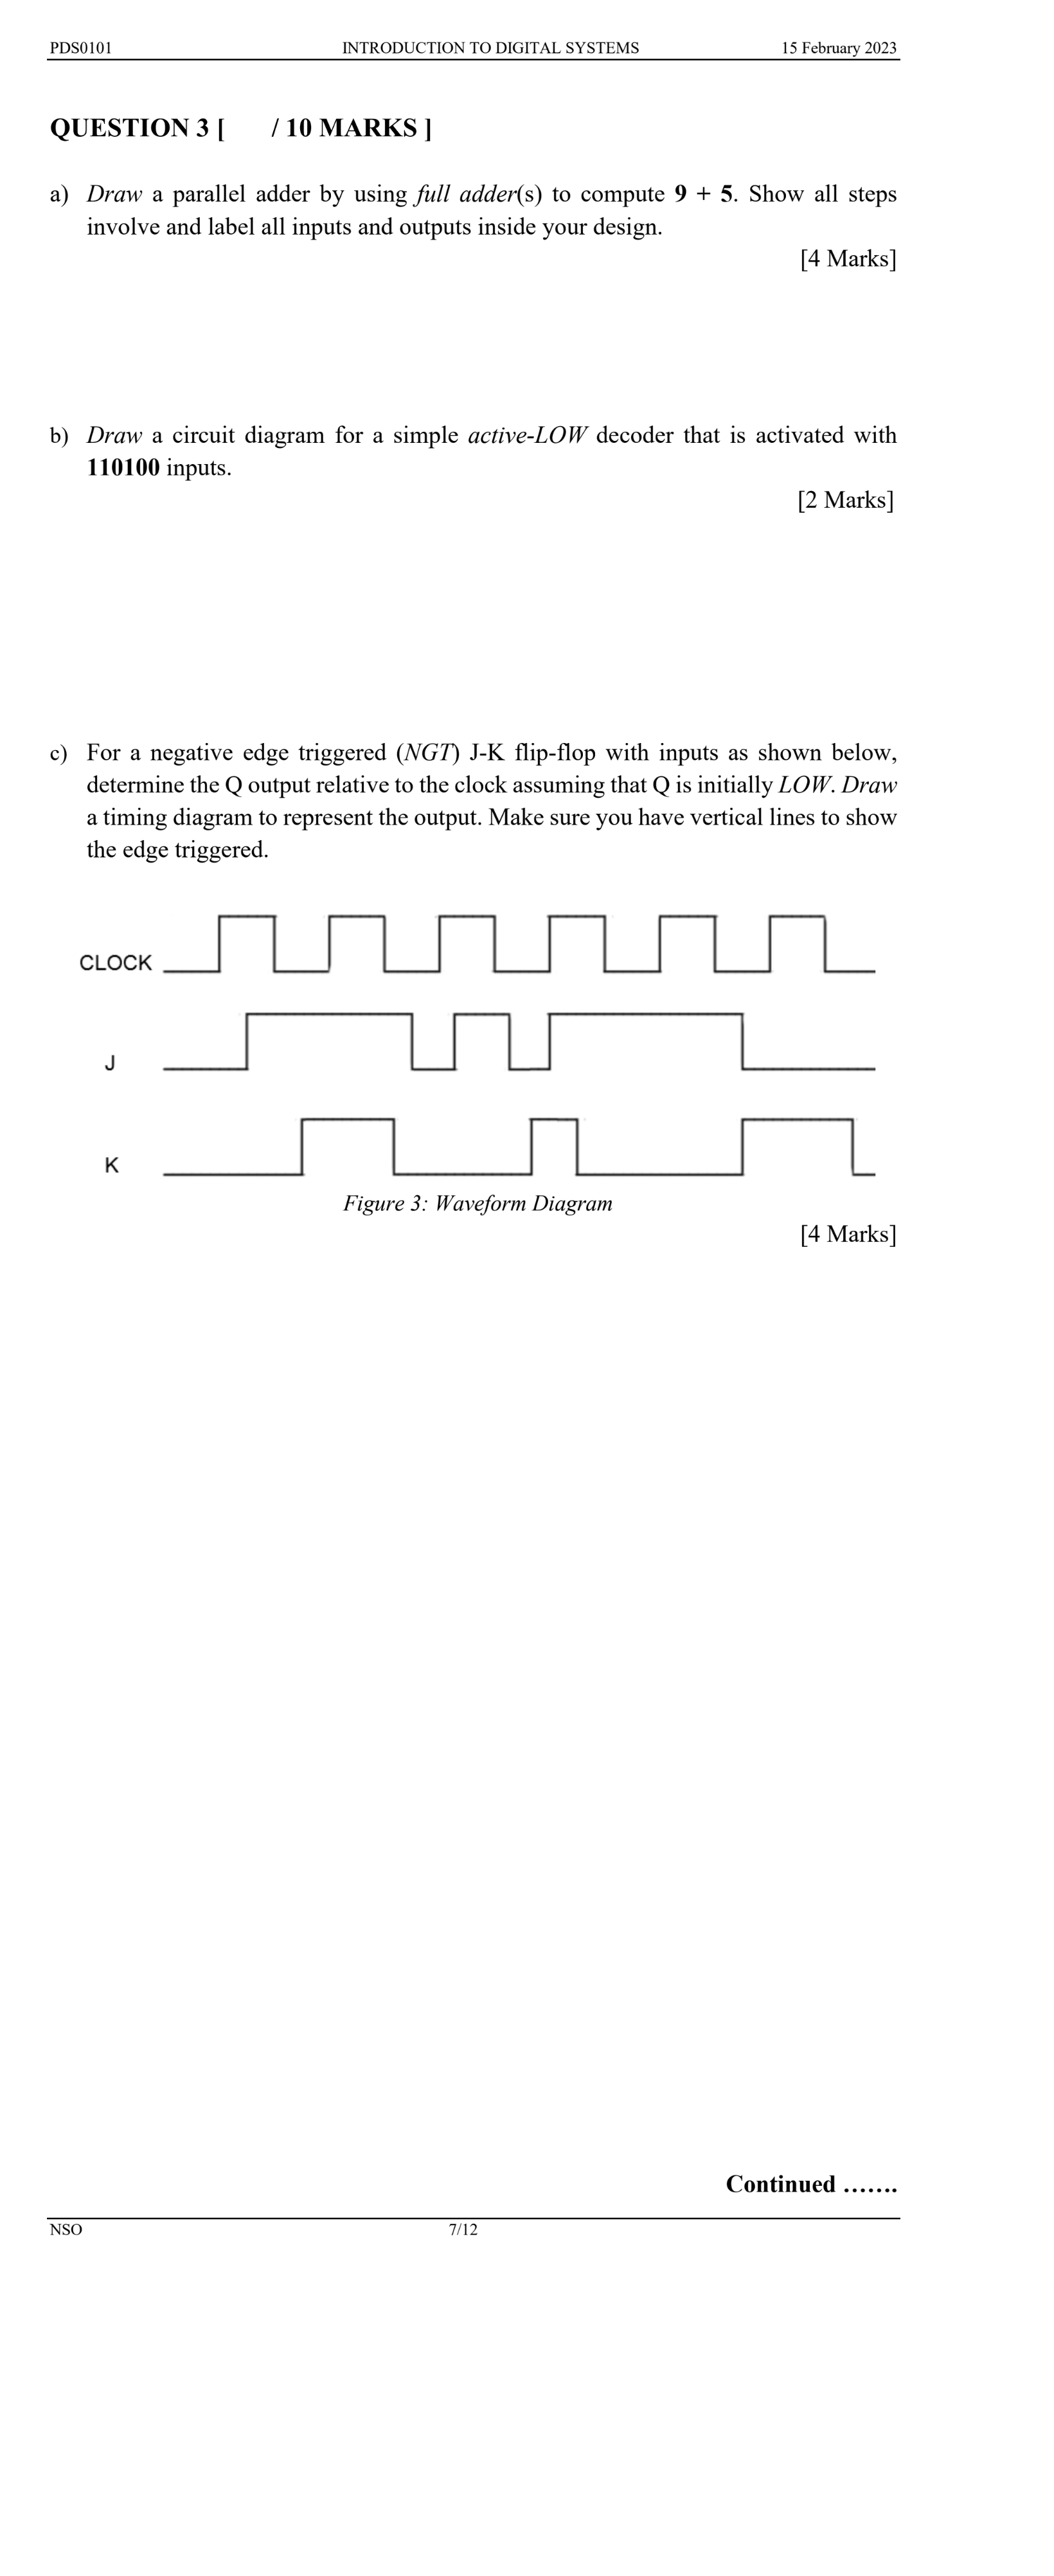 PDS0101 INTRODUCTION TO DIGITAL SYSTEMS 15 February 2023
QUESTION 3 [ / 10 MARKS ]
a) Draw a parallel adder by using full adder(s) to compute 9 + 5. Show all steps
involve and label all inputs and outputs inside your design.
[4 Marks]
b) Draw a circuit diagram for a simple active-LOW decoder that is activated with
110100 inputs.
[2 Marks]
c) For a negative edge triggered (NGT) J-K flip-flop with inputs as shown below,
determine the Q output relative to the clock assuming that Q is initially LOW. Draw
a timing diagram to represent the output. Make sure you have vertical lines to show
the edge triggered.
CLOCK
J
K
Figure 3: Waveform Diagram
[4 Marks]
Continued …….
NSO 7/12